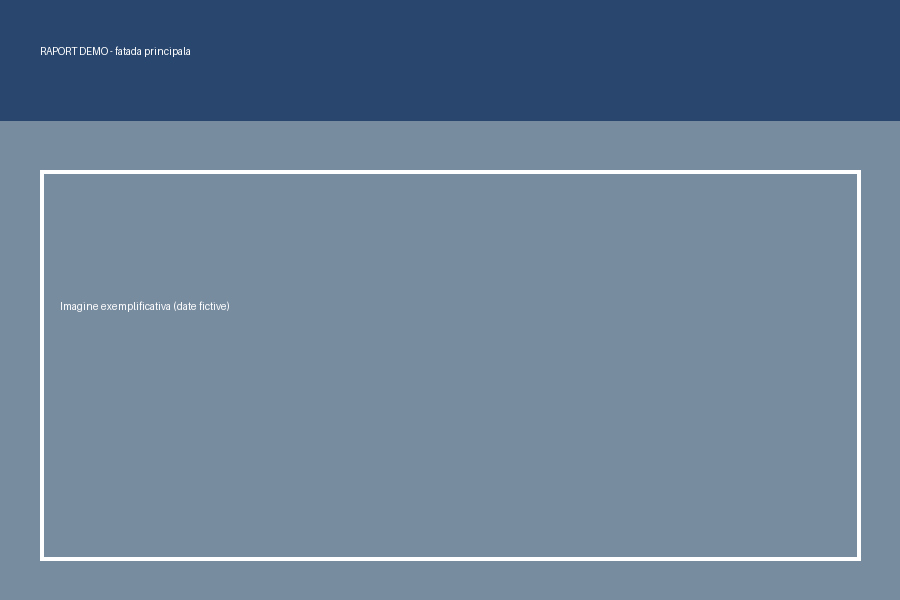 RAPORT DEMO - fatada principala
Imagine exemplificativa (date fictive)